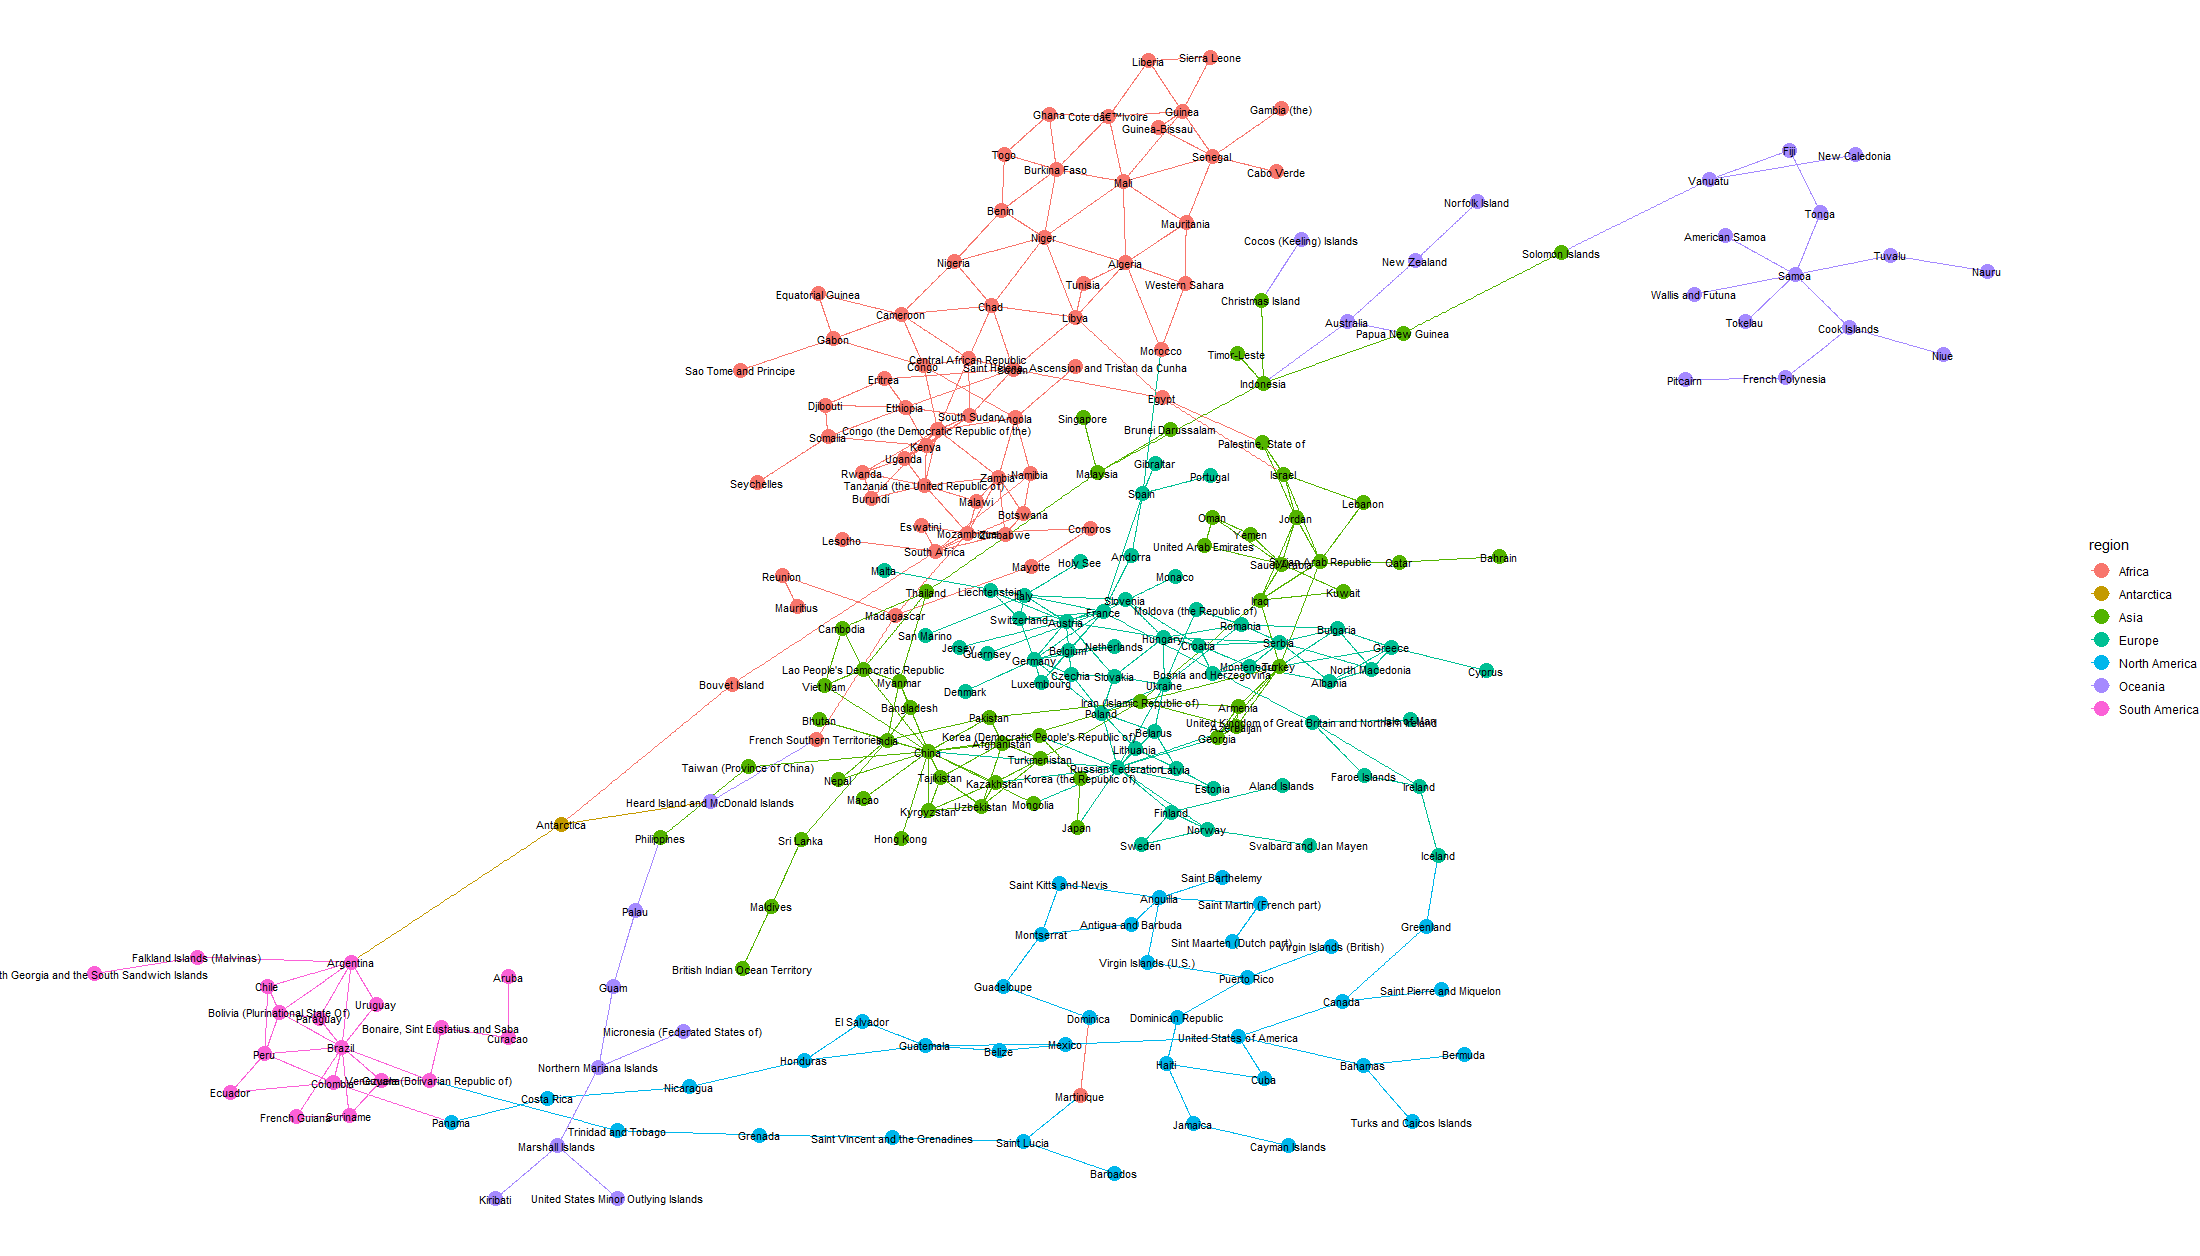 Liberia
Sierra Leone
Ghana
Cote dâ€™Ivoire
Guinea
Gambia (the)
Guinea-Bissau
Togo
Burkina Faso
Senegal
Cabo Verde
Mali
Benin
Mauritania
Niger
Nigeria
Algeria
Tunisia
Western Sahara
Equatorial Guinea
Cameroon
Chad
Libya
Gabon
Morocco
Sao Tome and Principe
Central African Republic
Congo
Saint Helena, Ascension and Tristan da Cunha
Sudan
Eritrea
Egypt
Djibouti
Ethiopia
South Sudan
Angola
Somalia
Congo (the Democratic Republic of the)
Kenya
Uganda
Rwanda
Zambia
Namibia
Seychelles
Tanzania (the United Republic of)
Burundi
Malawi
Botswana
Eswatini
Mozambique
Zimbabwe
Comoros
Lesotho
South Africa
Mayotte
Reunion
Mauritius
Madagascar
Bouvet Island
French Southern Territories
Fiji
New Caledonia
Vanuatu
Norfolk Island
Tonga
American Samoa
Cocos (Keeling) Islands
New Zealand
Solomon Islands
Tuvalu
Nauru
Samoa
Wallis and Futuna
Christmas Island
Australia
Papua New Guinea
Tokelau
Cook Islands
Timor-Leste
Niue
Indonesia
Pitcairn
French Polynesia
Singapore
Brunei Darussalam
Palestine, State of
Malaysia
Gibraltar
Portugal
Israel
Spain
Lebanon
Oman
Jordan
Yemen
United Arab Emirates
Andorra
Saudi Arabia
Syrian Arab Republic
Qatar
Bahrain
Malta
Holy See
Monaco
Thailand
Liechtenstein
Italy
Slovenia
Iraq
Kuwait
France
Moldova (the Republic of)
Switzerland
Austria
Romania
Cambodia
San Marino
Bulgaria
Hungary
Croatia
Serbia
Jersey
Guernsey
Belgium
Netherlands
Greece
Germany
Lao People's Democratic Republic
Czechia
Slovakia
Bosnia and Herzegovina
Montenegro
Turkey
North Macedonia
Cyprus
Viet Nam
Myanmar
Luxembourg
Ukraine
Albania
Denmark
Iran (Islamic Republic of)
Bangladesh
Armenia
Bhutan
Pakistan
Poland
United Kingdom of Great Britain and Northern Ireland
Isle of Man
Azerbaijan
Belarus
India
Korea (Democratic People's Republic of)
Georgia
China
Afghanistan
Lithuania
Turkmenistan
Taiwan (Province of China)
Russian Federation
Latvia
Nepal
Tajikistan
Kazakhstan
Korea (the Republic of)
Faroe Islands
Ireland
Aland Islands
Estonia
Macao
Heard Island and McDonald Islands
Kyrgyzstan
Uzbekistan
Mongolia
Finland
Antarctica
Japan
Norway
Philippines
Sri Lanka
Hong Kong
Sweden
Svalbard and Jan Mayen
Iceland
Saint Barthelemy
Saint Kitts and Nevis
Anguilla
Saint Martin (French part)
Maldives
Palau
Antigua and Barbuda
Greenland
Montserrat
Sint Maarten (Dutch part)
Virgin Islands (British)
Falkland Islands (Malvinas)
Argentina
Virgin Islands (U.S.)
British Indian Ocean Territory
Georgia and the South Sandwich Islands
Aruba
Puerto Rico
Chile
Guam
Guadeloupe
Saint Pierre and Miquelon
Canada
Uruguay
Bolivia (Plurinational State Of)
Paraguay
Dominica
Dominican Republic
El Salvador
Bonaire, Sint Eustatius and Saba
Micronesia (Federated States of)
Curacao
United States of America
Brazil
Guatemala
Mexico
Belize
Peru
Honduras
Bermuda
Haiti
Bahamas
Northern Mariana Islands
Colombia
Guyana
Venezuela (Bolivarian Republic of)
Cuba
Nicaragua
Ecuador
Costa Rica
Martinique
French Guiana
Suriname
Panama
Jamaica
Turks and Caicos Islands
Trinidad and Tobago
Grenada
Saint Vincent and the Grenadines
Saint Lucia
Marshall Islands
Cayman Islands
Barbados
Kiribati
United States Minor Outlying Islands
region
Africa
Antarctica
Asia
Europe
North America
Oceania
South America